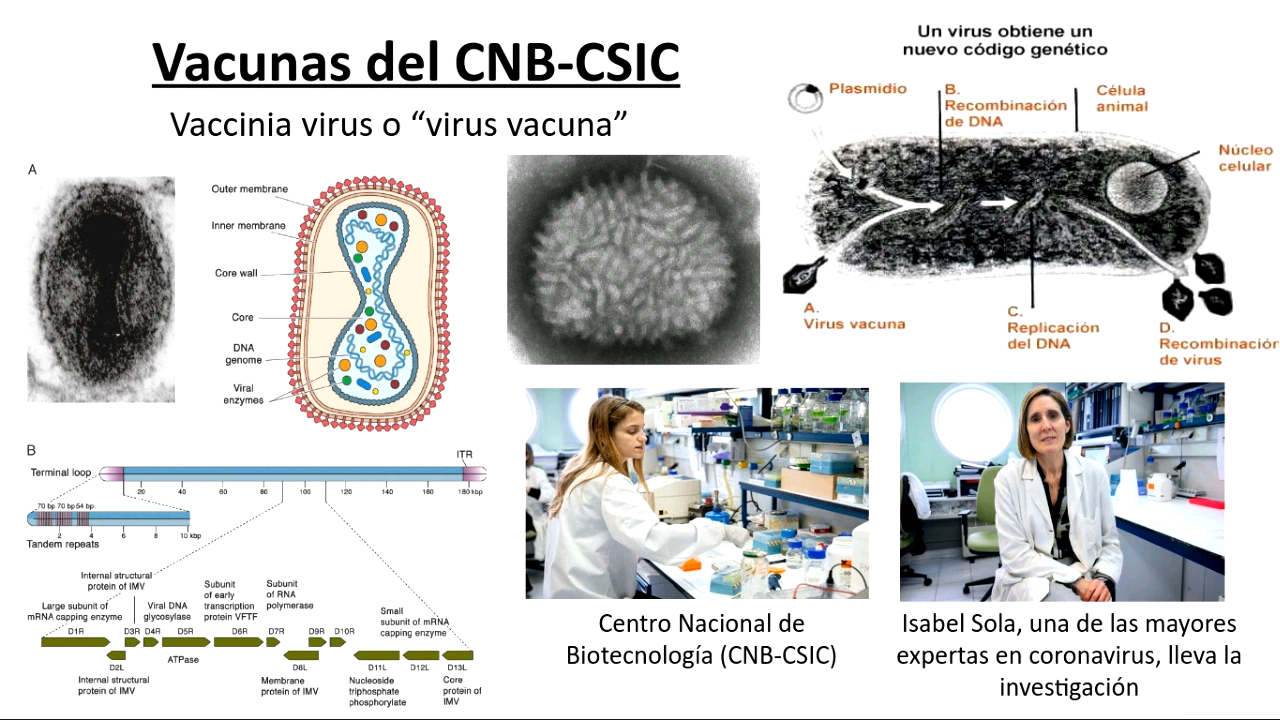 Vacunas del CNB-CSIC
Vaccinia virus o “virus vacuna”
Un virus obtiene un
nuevo código genético
Plasmidio
B.
Recombinación
de DNA
Célula
animal
Núcleo
celular
A.
Virus vacuna
C.
Replicación
del DNA
D.
Recombinación
de virus
A
Outer membrane
Inner membrane
Core wall
Core
DNA
genome
Viral
enzymes
B
Terminal loop
ITR
20 40 60 80 100 120 140 160 180 kbp
70 bp 70 bp 54 bp
2 4 6 8 10 kbp
Tandem repeats
Internal structural
protein of IMV
Large subunit of
mRNA capping enzyme
Viral DNA
glycosylase
Subunit
of early
transcription
protein VFTF
Subunit
of RNA
polymerase
Small
subunit of mRNA
capping enzyme
D1R D3R D4R D5R D6R D7R D9R D10R
D2L
ATPase
D8L D11L D12L D13L
Internal structural
protein of IMV
Membrane
protein of IMV
Nucleoside
triphosphate
phosphorylate
Core
protein of
IMV
Centro Nacional de
Biotecnología (CNB-CSIC)
Isabel Sola, una de las mayores
expertas en coronavirus, lleva la
investigación